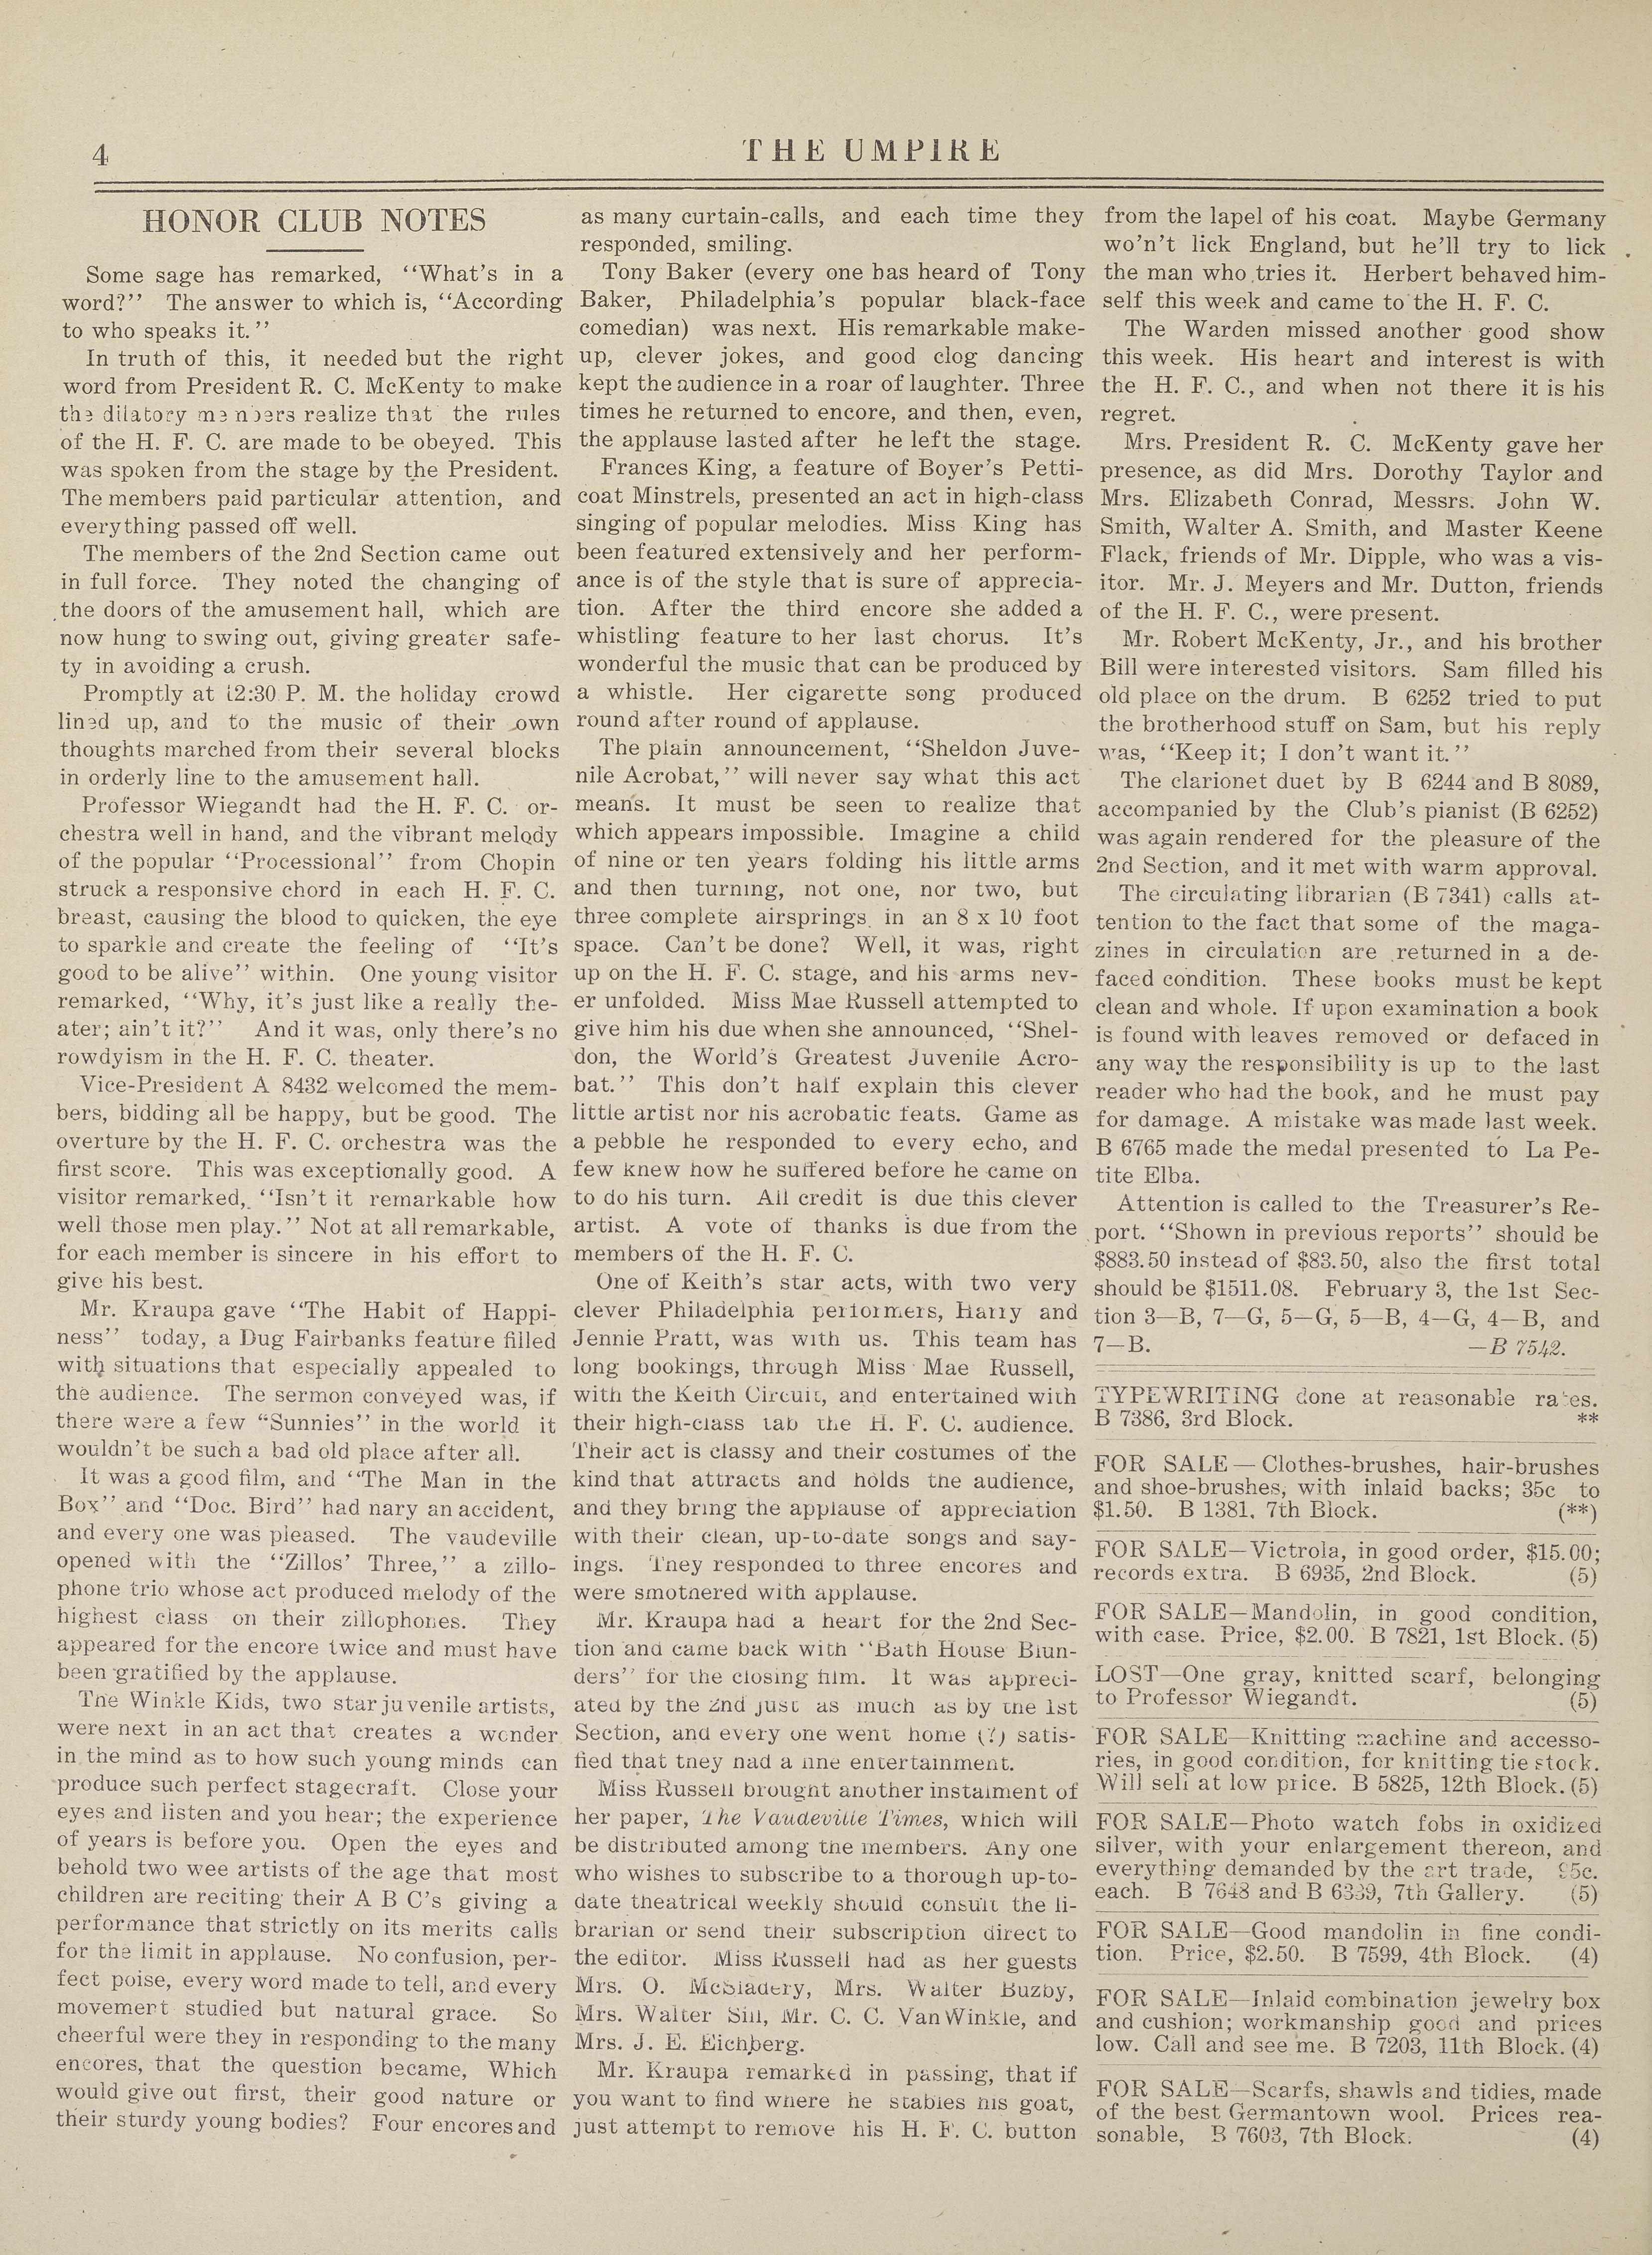 4
THE UMPIRE
HONOR CLUB NOTES
Some sage has remarked, ‘‘What's in a
word?’’ The answer to which is, ‘‘According
to who speaks it.’’
In truth of this, it needed but the right
word from President R. C. McKenty to make
the dilatory members realize that the rules
of the H. F. C. are made to be obeyed. This
was spoken from the stage by the President.
The members paid particular attention, and
everything passed off well.
The members of the 2nd Section came out
in full force. They noted the changing of
the doors of the amusement hall, which are
now hung to swing out, giving greater safe-
ty in avoiding a crush.
Promptly at 12:30 P. M. the holiday crowd
lined up, and to the music of their own
thoughts marched from their several blocks
in orderly line to the amusement hall.
Professor Wiegandt had the H. F. C. or-
chestra well in hand, and the vibrant melody
of the popular ‘‘Processional’’ from Chopin
struck a responsive chord in each H. F. C.
breast, causing the blood to quicken, the eye
to sparkle and create the feeling of ‘‘It's
good to be alive’’ within. One young visitor
remarked, ‘‘Why, it's just like a really the-
ater; ain't it?’’ And it was, only there's no
rowdyism in the H. F. C. theater.
Vice-President A 8432 welcomed the mem-
bers, bidding all be happy, but be good. The
overture by the H. F. C. orchestra was the
first score. This was exceptionally good. A
visitor remarked, ‘‘Isn't it remarkable how
well those men play.’’ Not at all remarkable,
for each member is sincere in his effort to
give his best.
Mr. Kraupa gave ‘‘The Habit of Happi-
ness’’ today, a Dug Fairbanks feature filled
with situations that especially appealed to
the audience. The sermon conveyed was, if
there were a few “Sunnies” in the world it
wouldn't be such a bad old place after all.
It was a good film, and ‘‘The Man in the
Box’’ and ‘‘Doc. Bird’’ had nary an accident,
and every one was pleased. The vaudeville
opened with the ‘‘Zillos' Three,’’ a zillo-
phone trio whose act produced melody of the
highest class on their zillophones. They
appeared for the encore twice and must have
been gratified by the applause.
The Winkle Kids, two star juvenile artists,
were next in an act that creates a wonder
in the mind as to how such young minds can
produce such perfect stagecraft. Close your
eyes and listen and you hear; the experience
of years is before you. Open the eyes and
behold two wee artists of the age that most
children are reciting their A B C's giving a
performance that strictly on its merits calls
for the limit in applause. No confusion, per-
fect poise, every word made to tell, and every
movement studied but natural grace. So
cheerful were they in responding to the many
encores, that the question became, Which
would give out first, their good nature or
their sturdy young bodies? Four encores and
as many curtain-calls, and each time they
responded, smiling.
Tony Baker (every one has heard of Tony
Baker, Philadelphia's popular black-face
comedian) was next. His remarkable make-
up, clever jokes, and good clog dancing
kept the audience in a roar of laughter. Three
times he returned to encore, and then, even,
the applause lasted after he left the stage.
Frances King, a feature of Boyer's Petti-
coat Minstrels, presented an act in high-class
singing of popular melodies. Miss King has
been featured extensively and her perform-
ance is of the style that is sure of apprecia-
tion. After the third encore she added a
whistling feature to her last chorus. It's
wonderful the music that can be produced by
a whistle. Her cigarette song produced
round after round of applause.
The plain announcement, ‘‘Sheldon Juve-
nile Acrobat,’’ will never say what this act
means. It must be seen to realize that
which appears impossible. Imagine a child
of nine or ten years folding his little arms
and then turning, not one, nor two, but
three complete airsprings in an 8 x 10 foot
space. Can't be done? Well, it was, right
up on the H. F. C. stage, and his arms nev-
er unfolded. Miss Mae Russell attempted to
give him his due when she announced, ‘‘Shel-
don, the World's Greatest Juvenile Acro-
bat.’’ This don't half explain this clever
little artist nor his acrobatic feats. Game as
a pebble he responded to every echo, and
few knew how he suffered before he came on
to do his turn. All credit is due this clever
artist. A vote of thanks is due from the
members of the H. F. C.
One of Keith's star acts, with two very
clever Philadelphia performers, Harry and
Jennie Pratt, was with us. This team has
long bookings, through Miss Mae Russell,
with the Keith Circuit, and entertained with
their high-class tab the H. F. C. audience.
Their act is classy and their costumes of the
kind that attracts and holds the audience,
and they bring the applause of appreciation
with their clean, up-to-date songs and say-
ings. They responded to three encores and
were smothered with applause.
Mr. Kraupa had a heart for the 2nd Sec-
tion and came back with ‘‘Bath House Blun-
ders’’ for the closing film. It was appreci-
ated by the 2nd just as much as by the 1st
Section, and every one went home (?) satis-
fied that they had a fine entertainment.
Miss Russell brought another instalment of
her paper, The Vaudeville Times, which will
be distributed among the members. Any one
who wishes to subscribe to a thorough up-to-
date theatrical weekly should consult the li-
brarian or send their subscription direct to
the editor. Miss Russell had as her guests
Mrs. O. McSladery, Mrs. Walter Buzby,
Mrs. Walter Sill, Mr. C. C. VanWinkle, and
Mrs. J. E. Eichberg.
Mr. Kraupa remarked in passing, that if
you want to find where he stables his goat,
just attempt to remove his H. F. C. button
from the lapel of his coat. Maybe Germany
wo'n't lick England, but he'll try to lick
the man who tries it. Herbert behaved him-
self this week and came to the H. F. C.
The Warden missed another good show
this week. His heart and interest is with
the H. F. C., and when not there it is his
regret.
Mrs. President R. C. McKenty gave her
presence, as did Mrs. Dorothy Taylor and
Mrs. Elizabeth Conrad, Messrs. John W.
Smith, Walter A. Smith, and Master Keene
Flack, friends of Mr. Dipple, who was a vis-
itor. Mr. J. Meyers and Mr. Dutton, friends
of the H. F. C., were present.
Mr. Robert McKenty, Jr., and his brother
Bill were interested visitors. Sam filled his
old place on the drum. B 6252 tried to put
the brotherhood stuff on Sam, but his reply
was, ‘‘Keep it; I don't want it.’’
The clarionet duet by B 6244 and B 8089,
accompanied by the Club's pianist (B 6252)
was again rendered for the pleasure of the
2nd Section, and it met with warm approval.
The circulating librarian (B 7341) calls at-
tention to the fact that some of the maga-
zines in circulation are returned in a de-
faced condition. These books must be kept
clean and whole. If upon examination a book
is found with leaves removed or defaced in
any way the responsibility is up to the last
reader who had the book, and he must pay
for damage. A mistake was made last week.
B 6765 made the medal presented to La Pe-
tite Elba.
Attention is called to the Treasurer's Re-
port. ‘‘Shown in previous reports’’ should be
$883.50 instead of $83.50, also the first total
should be $1511.08. February 3, the 1st Sec-
tion 3—B, 7—G, 5—G, 5—B, 4—G, 4—B, and
7—B. —B 7542.
TYPEWRITING done at reasonable rates.
B 7386, 3rd Block. **
FOR SALE—Clothes-brushes, hair-brushes
and shoe-brushes, with inlaid backs; 35c to
$1.50. B 1381, 7th Block. (**)
FOR SALE—Victrola, in good order, $15.00;
records extra. B 6935, 2nd Block. (5)
FOR SALE—Mandolin, in good condition,
with case. Price, $2.00. B 7821, 1st Block. (5)
LOST—One gray, knitted scarf, belonging
to Professor Wiegandt. (5)
FOR SALE—Knitting machine and accesso-
ries, in good condition, for knitting tie stock.
Will sell at low price. B 5825, 12th Block. (5)
FOR SALE—Photo watch fobs in oxidized
silver, with your enlargement thereon, and
everything demanded by the art trade,
each. B 7648 and B 6339, 7th Gallery. (5)
FOR SALE—Good mandolin in fine condi-
tion. Price, $2.50. B 7599, 4th Block. (4)
FOR SALE—Inlaid combination jewelry box
and cushion; workmanship good and prices
low. Call and see me. B 7203, 11th Block. (4)
FOR SALE—Scarfs, shawls and tidies, made
of the best Germantown wool. Prices rea-
sonable, B 7603, 7th Block. (4)